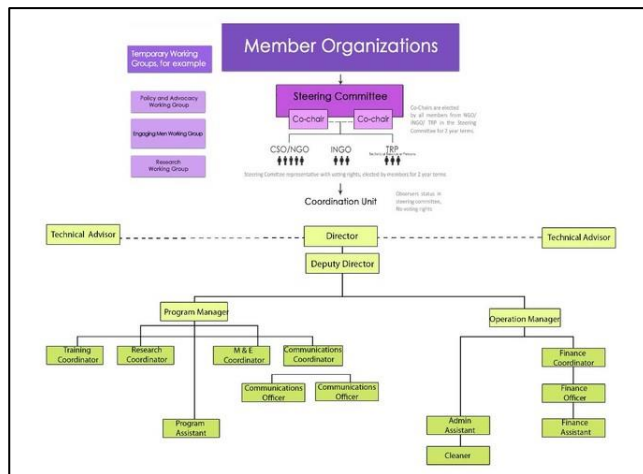 Member Organizations
Temporary Working
Groups, for example
Policy and Advocacy
Working Group
Engaging Men Working Group
Research
Working Group
Steering Committee
Co-chair
Co-chair
Co-Chairs are elected
by all members from NGO/
INGO/ TRP in the Steering
Committee for 2 year terms
CSO/NGO
INGO
TRP
Steering Comittee representative with voting rights, elected by members for 2 year terms
Coordination Unit
Observers status in
steering committee,
No voting rights
Technical Advisor
Director
Technical Advisor
Deputy Director
Program Manager
Operation Manager
Training
Coordinator
Research
Coordinator
M & E
Coordinator
Communications
Coordinator
Finance
Coordinator
Communications
Officer
Communications
Officer
Finance
Officer
Program
Assistant
Admin
Assistant
Finance
Assistant
Cleaner